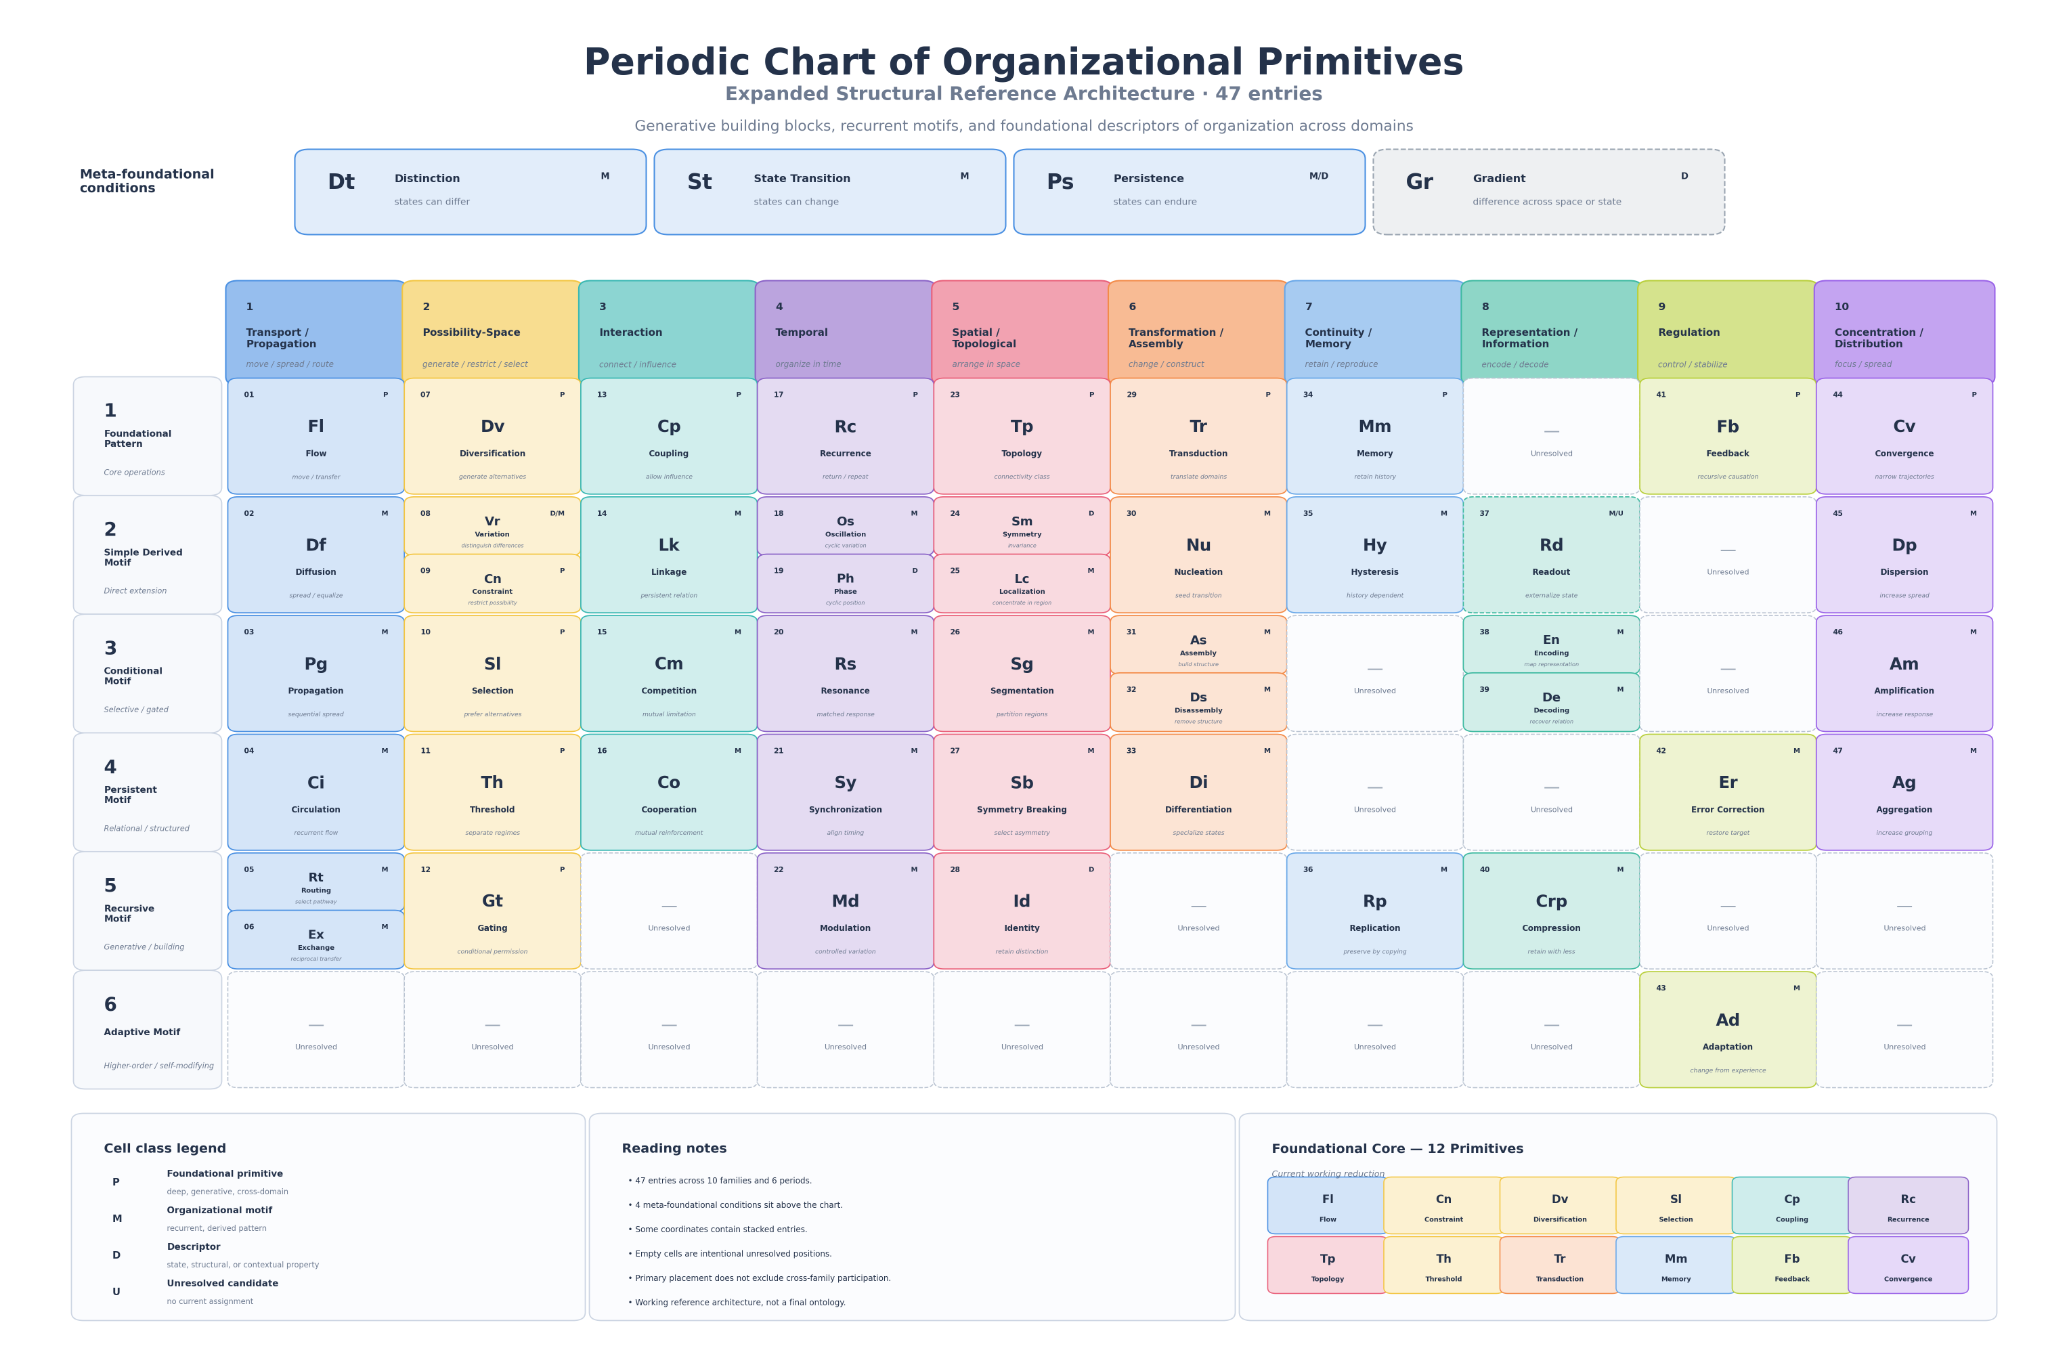 Periodic Chart of Organizational Primitives
Expanded Structural Reference Architecture · 47 entries
Generative building blocks, recurrent motifs, and foundational descriptors of organization across domains
Meta-foundational
conditions
Dt
Distinction
M
states can differ
St
State Transition
M
states can change
Ps
Persistence
M/D
states can endure
Gr
Gradient
D
difference across space or state
1
Transport /
Propagation
move / spread / route
2
Possibility-Space
generate / restrict / select
3
Interaction
connect / influence
4
Temporal
organize in time
5
Spatial /
Topological
arrange in space
6
Transformation /
Assembly
change / construct
7
Continuity /
Memory
retain / reproduce
8
Representation /
Information
encode / decode
9
Regulation
control / stabilize
10
Concentration /
Distribution
focus / spread
1
Foundational
Pattern
Core operations
01 P
Fl
Flow
move / transfer
07 P
Dv
Diversification
generate alternatives
13 P
Cp
Coupling
allow influence
17 P
Rc
Recurrence
return / repeat
23 P
Tp
Topology
connectivity class
29 P
Tr
Transduction
translate domains
34 P
Mm
Memory
retain history
—
Unresolved
41 P
Fb
Feedback
recursive causation
44 P
Cv
Convergence
narrow trajectories
2
Simple Derived
Motif
Direct extension
02 M
Df
Diffusion
spread / equalize
08 D/M
Vr
Variation
distinguish differences
09 P
Cn
Constraint
restrict possibility
14 M
Lk
Linkage
persistent relation
18 M
Os
Oscillation
cyclic variation
19 D
Ph
Phase
cyclic position
24 D
Sm
Symmetry
invariance
25 M
Lc
Localization
concentrate in region
30 M
Nu
Nucleation
seed transition
35 M
Hy
Hysteresis
history dependent
37 M/U
Rd
Readout
externalize state
—
Unresolved
45 M
Dp
Dispersion
increase spread
3
Conditional
Motif
Selective / gated
03 M
Pg
Propagation
sequential spread
10 P
Sl
Selection
prefer alternatives
15 M
Cm
Competition
mutual limitation
20 M
Rs
Resonance
matched response
26 M
Sg
Segmentation
partition regions
31 M
As
Assembly
build structure
32 M
Ds
Disassembly
remove structure
—
Unresolved
38 M
En
Encoding
map representation
39 M
De
Decoding
recover relation
—
Unresolved
46 M
Am
Amplification
increase response
4
Persistent
Motif
Relational / structured
04 M
Ci
Circulation
recurrent flow
11 P
Th
Threshold
separate regimes
16 M
Co
Cooperation
mutual reinforcement
21 M
Sy
Synchronization
align timing
27 M
Sb
Symmetry Breaking
select asymmetry
33 M
Di
Differentiation
specialize states
—
Unresolved
—
Unresolved
42 M
Er
Error Correction
restore target
47 M
Ag
Aggregation
increase grouping
5
Recursive
Motif
Generative / building
05 M
Rt
Routing
select pathway
06 M
Ex
Exchange
reciprocal transfer
12 P
Gt
Gating
conditional permission
—
Unresolved
22 M
Md
Modulation
controlled variation
28 D
Id
Identity
retain distinction
—
Unresolved
36 M
Rp
Replication
preserve by copying
40 M
Crp
Compression
retain with less
—
Unresolved
—
Unresolved
6
Adaptive Motif
Higher-order / self-modifying
—
Unresolved
—
Unresolved
—
Unresolved
—
Unresolved
—
Unresolved
—
Unresolved
—
Unresolved
—
Unresolved
43 M
Ad
Adaptation
change from experience
—
Unresolved
Cell class legend
P
Foundational primitive
deep, generative, cross-domain
M
Organizational motif
recurrent, derived pattern
D
Descriptor
state, structural, or contextual property
U
Unresolved candidate
no current assignment
Reading notes
• 47 entries across 10 families and 6 periods.
• 4 meta-foundational conditions sit above the chart.
• Some coordinates contain stacked entries.
• Empty cells are intentional unresolved positions.
• Primary placement does not exclude cross-family participation.
• Working reference architecture, not a final ontology.
Foundational Core — 12 Primitives
Current working reduction
Fl
Flow
Cn
Constraint
Dv
Diversification
Sl
Selection
Cp
Coupling
Rc
Recurrence
Tp
Topology
Th
Threshold
Tr
Transduction
Mm
Memory
Fb
Feedback
Cv
Convergence